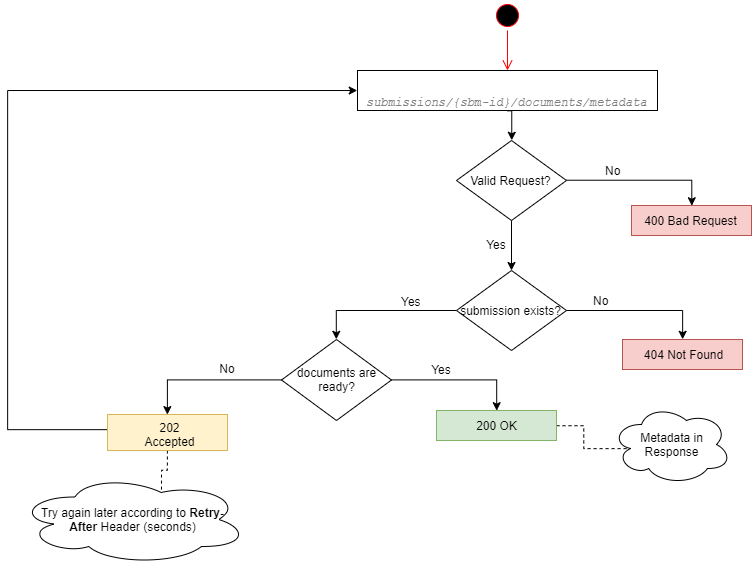 submissions/{sbm-id}/documents/metadata
Valid Request?
No
400 Bad Request
Yes
submission exists?
Yes
No
404 Not Found
documents are
ready?
No
Yes
202
Accepted
200 OK
Metadata in
Response
Try again later according to Retry-
After Header (seconds)